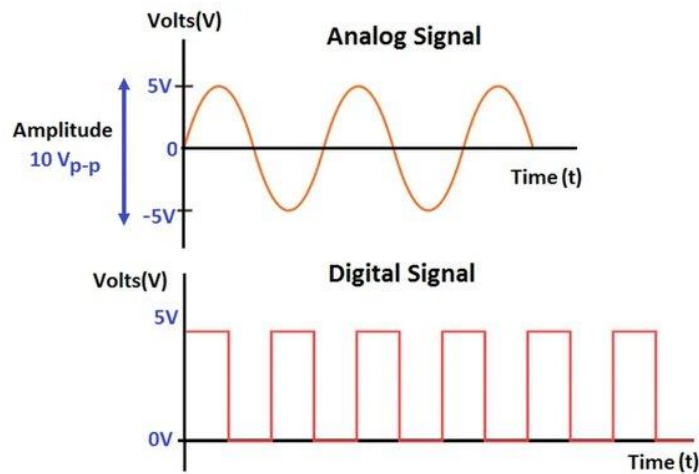 Volts(V)
Analog Signal
5V
Amplitude
10 Vp-p
0
Time (t)
-5V
Digital Signal
Volts(V)
5V
0V
Time (t)